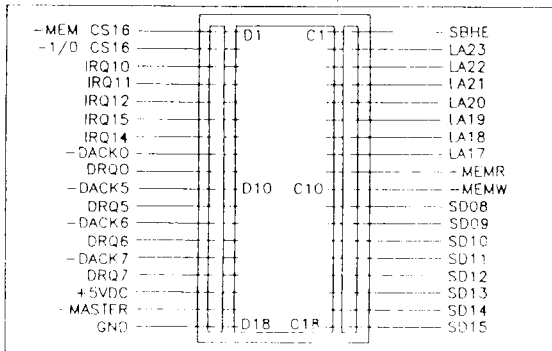 -MEM CS16 D1 C1 -SBHE
-I/O CS16 LA23
IRQ10 LA22
IRQ11 LA21
IRQ12 LA20
IRQ15 LA19
IRQ14 LA18
-DACK0 LA17
DRQ0 -MEMR
-DACK5 D10 C10 -MEMW
DRQ5 SD08
-DACK6 SD09
DRQ6 SD10
-DACK7 SD11
DRQ7 SD12
+5VDC SD13
-MASTER SD14
GND D18 C18 SD15